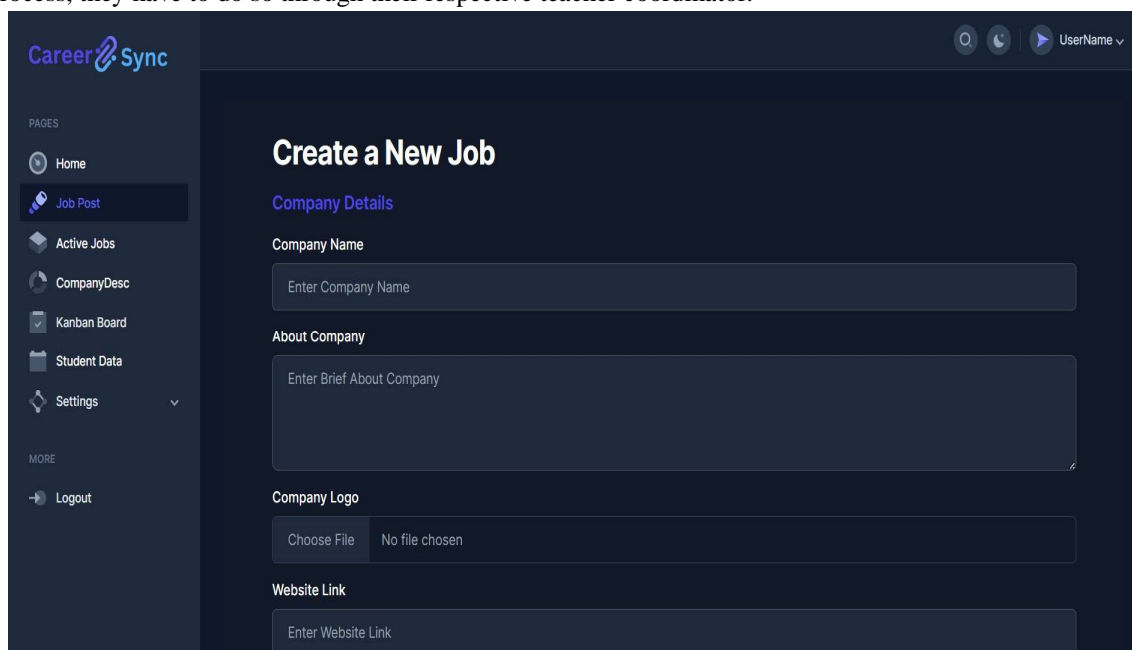 process, they have to do so through their respective teacher coordinator.
Career Sync
UserName
PAGES
Home
Job Post
Active Jobs
CompanyDesc
Kanban Board
Student Data
Settings
MORE
Logout
Create a New Job
Company Details
Company Name
Enter Company Name
About Company
Enter Brief About Company
Company Logo
Choose File No file chosen
Website Link
Enter Website Link